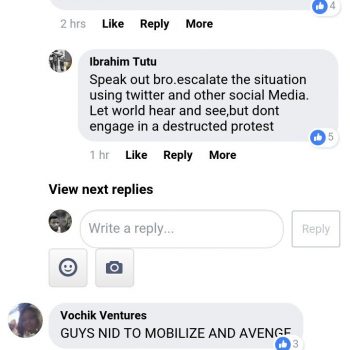 4
2 hrs Like Reply More
Ibrahim Tutu
Speak out bro.escalate the situation
using twitter and other social Media.
Let world hear and see,but dont
engage in a destructed protest
5
1 hr Like Reply More
View next replies
Write a reply... Reply
Vochik Ventures
GUYS NID TO MOBILIZE AND AVENGE
3